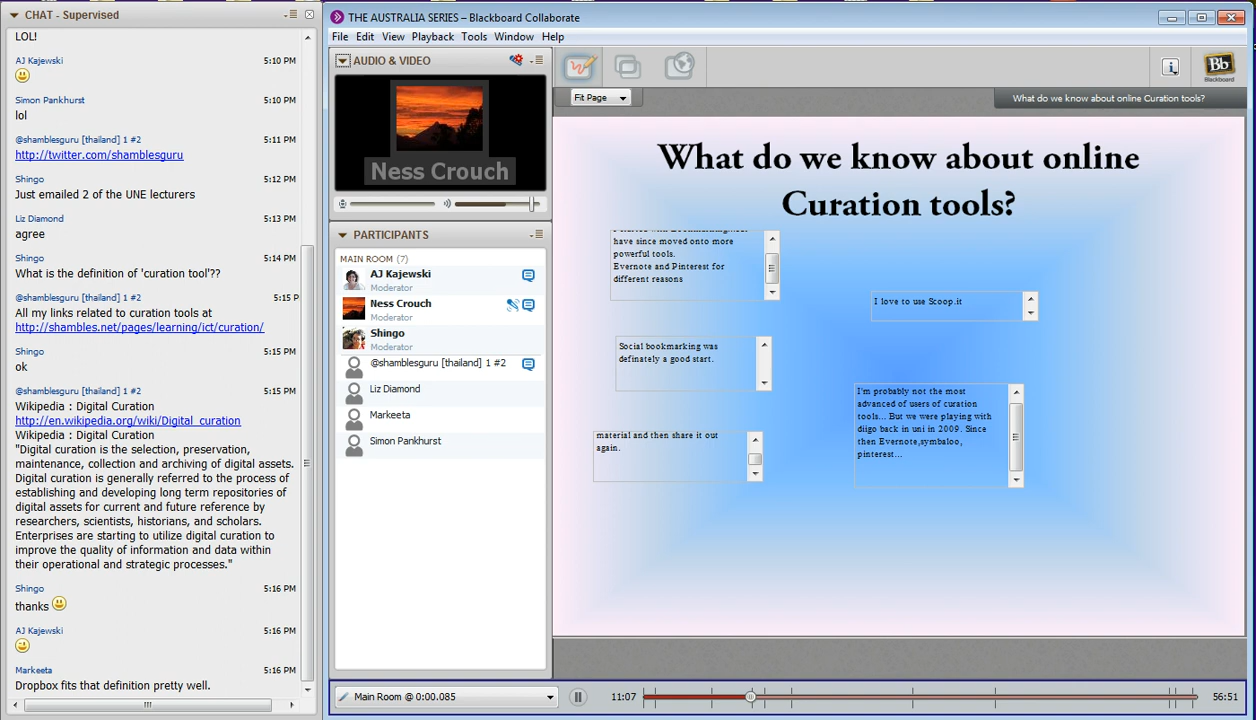 CHAT - Supervised
LOL!
AJ Kajewski 5:10 PM
Simon Pankhurst 5:10 PM
lol
@shamblesguru [thailand] 1 #2 5:11 PM
http://twitter.com/shamblesguru
Shingo 5:12 PM
Just emailed 2 of the UNE lecturers
Liz Diamond 5:13 PM
agree
Shingo 5:14 PM
What is the definition of 'curation tool'??
@shamblesguru [thailand] 1 #2 5:15 P
All my links related to curation tools at
http://shambles.net/pages/learning/ict/curation/
Shingo 5:15 PM
ok
@shamblesguru [thailand] 1 #2 5:15 PM
Wikipedia : Digital Curation
http://en.wikipedia.org/wiki/Digital_curation
Wikipedia : Digital Curation
"Digital curation is the selection, preservation,
maintenance, collection and archiving of digital assets.
Digital curation is generally referred to the process of
establishing and developing long term repositories of
digital assets for current and future reference by
researchers, scientists, historians, and scholars.
Enterprises are starting to utilize digital curation to
improve the quality of information and data within
their operational and strategic processes."
Shingo 5:16 PM
thanks
AJ Kajewski 5:16 PM
Markeeta 5:16 PM
Dropbox fits that definition pretty well.
THE AUSTRALIA SERIES – Blackboard Collaborate
File Edit View Playback Tools Window Help
AUDIO & VIDEO
Ness Crouch
PARTICIPANTS
MAIN ROOM (7)
AJ Kajewski
Moderator
Ness Crouch
Moderator
Shingo
Moderator
@shamblesguru [thailand] 1 #2
Liz Diamond
Markeeta
Simon Pankhurst
Fit Page
i
Bb
Blackboard
What do we know about online Curation tools?
What do we know about online
Curation tools?
have since moved onto more
powerful tools.
Evernote and Pinterest for
different reasons
I love to use Scoop.it
Social bookmarking was
definately a good start.
I'm probably not the most
advanced of users of curation
tools... But we were playing with
diigo back in uni in 2009. Since
then Evernote,symbaloo,
pinterest...
material and then share it out
again.
Main Room @ 0:00.085
11:07
56:51